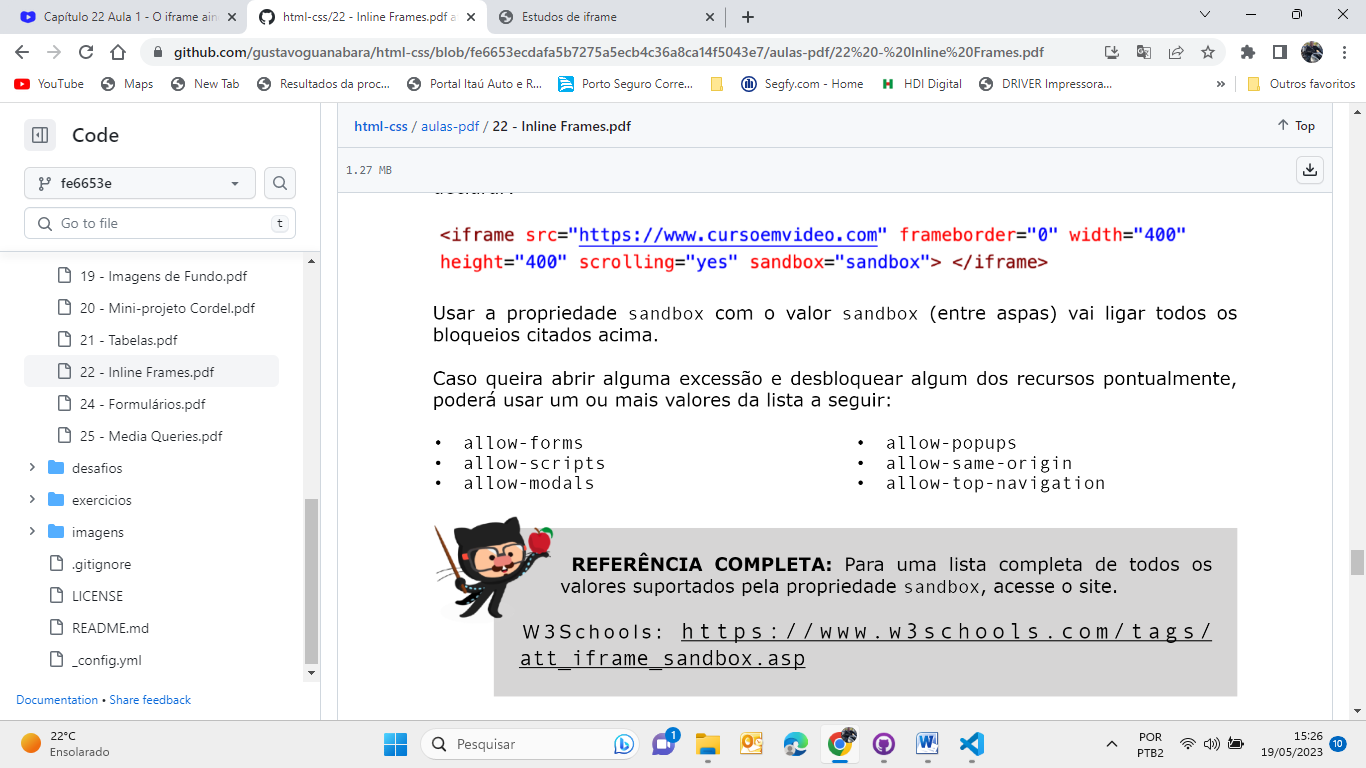 Capítulo 22 Aula 1 - O iframe ain
html-css/22 - Inline Frames.pdf a
Estudos de iframe
github.com/gustavoguanabara/html-css/blob/fe6653ecdafa5b7275a5ecb4c36a8ca14f5043e7/aulas-pdf/22%20-%20Inline%20Frames.pdf
YouTube Maps New Tab Resultados da proc... Portal Itaú Auto e R... Porto Seguro Corre... Segfy.com - Home HDI Digital DRIVER Impressora... » Outros favoritos
Code
fe6653e
Go to file t
19 - Imagens de Fundo.pdf
20 - Mini-projeto Cordel.pdf
21 - Tabelas.pdf
22 - Inline Frames.pdf
24 - Formulários.pdf
25 - Media Queries.pdf
desafios
exercicios
imagens
.gitignore
LICENSE
README.md
_config.yml
Documentation • Share feedback
html-css / aulas-pdf / 22 - Inline Frames.pdf
Top
1.27 MB
<iframe src="https://www.cursoemvideo.com" frameborder="0" width="400"
height="400" scrolling="yes" sandbox="sandbox"> </iframe>
Usar a propriedade sandbox com o valor sandbox (entre aspas) vai ligar todos os
bloqueios citados acima.
Caso queira abrir alguma excessão e desbloquear algum dos recursos pontualmente,
poderá usar um ou mais valores da lista a seguir:
• allow-forms
• allow-scripts
• allow-modals
• allow-popups
• allow-same-origin
• allow-top-navigation
REFERÊNCIA COMPLETA: Para uma lista completa de todos os
valores suportados pela propriedade sandbox, acesse o site.
W3Schools: https://www.w3schools.com/tags/
att_iframe_sandbox.asp
22°C
Ensolarado
Pesquisar
1
POR
PTB2
15:26
19/05/2023
10